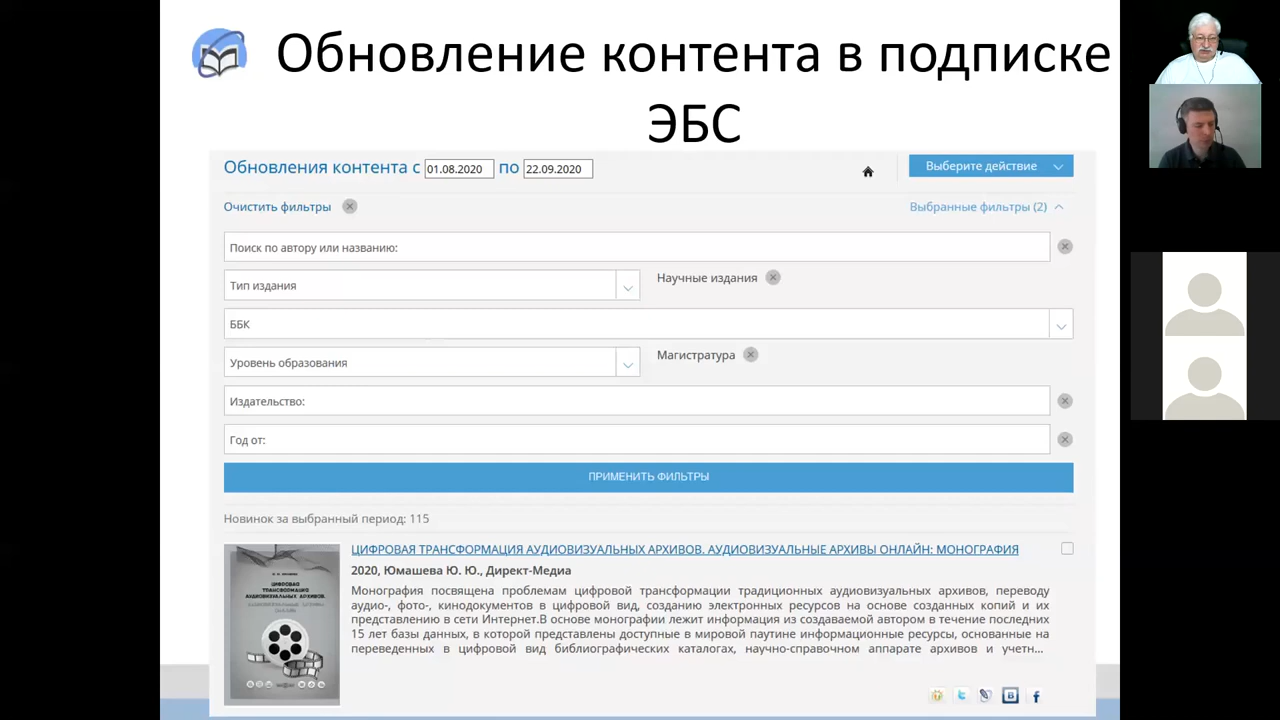 Обновление контента в подписке
ЭБС
Обновления контента с 01.08.2020 по 22.09.2020
Выберите действие
Очистить фильтры
Выбранные фильтры (2)
Поиск по автору или названию:
Тип издания
Научные издания
ББК
Уровень образования
Магистратура
Издательство:
Год от:
ПРИМЕНИТЬ ФИЛЬТРЫ
Новинок за выбранный период: 115
ЦИФРОВАЯ ТРАНСФОРМАЦИЯ АУДИОВИЗУАЛЬНЫХ АРХИВОВ. АУДИОВИЗУАЛЬНЫЕ АРХИВЫ ОНЛАЙН: МОНОГРАФИЯ
2020, Юмашева Ю. Ю., Директ-Медиа
Монография посвящена проблемам цифровой трансформации традиционных аудиовизуальных архивов, переводу
аудио-, фото-, кинодокументов в цифровой вид, созданию электронных ресурсов на основе созданных копий и их
представлению в сети Интернет.В основе монографии лежит информация из создаваемой автором в течение последних
15 лет базы данных, в которой представлены доступные в мировой паутине информационные ресурсы, основанные на
переведенных в цифровой вид библиографических каталогах, научно-справочном аппарате архивов и учетн...
ЦИФРОВАЯ
ТРАНСФОРМАЦИЯ
АУДИОВИЗУАЛЬНЫХ АРХИВОВ.